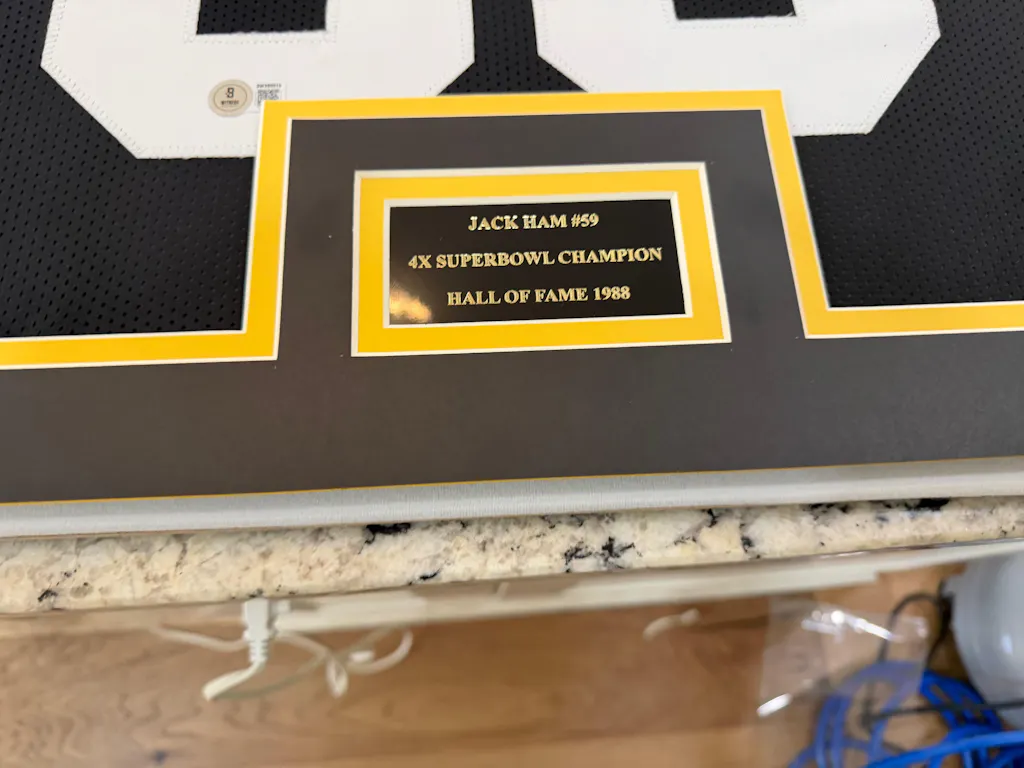 JACK HAM #59
4X SUPERBOWL CHAMPION
HALL OF FAME 1988